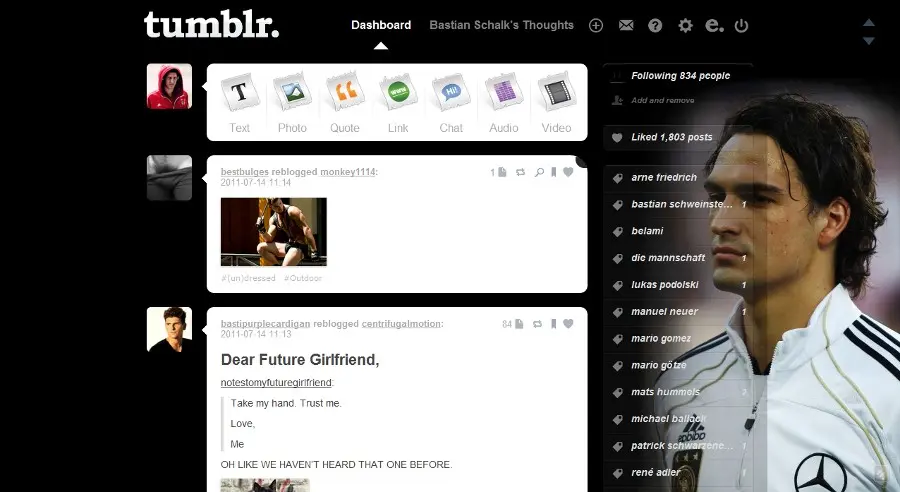 tumblr.
Dashboard
Bastian Schalk's Thoughts
Text
Photo
Quote
Link
Chat
Audio
Video
bestbulges reblogged monkey1114:
1
2011-07-14 11:14
#(un)dressed #Outdoor
bastipurplecardigan reblogged centrifugalmotion:
84
2011-07-14 11:13
Dear Future Girlfriend,
notestomyfuturegirlfriend:
Take my hand. Trust me.
Love,
Me
OH LIKE WE HAVEN'T HEARD THAT ONE BEFORE.
Following 834 people
Add and remove
Liked 1,803 posts
arne friedrich
bastian schweinste... 1
belami
die mannschaft 1
lukas podolski 1
manuel neuer 1
mario gomez
mario götze
mats hummels
michael ballack
patrick schwarzene... 1
rené adler 1
adidas